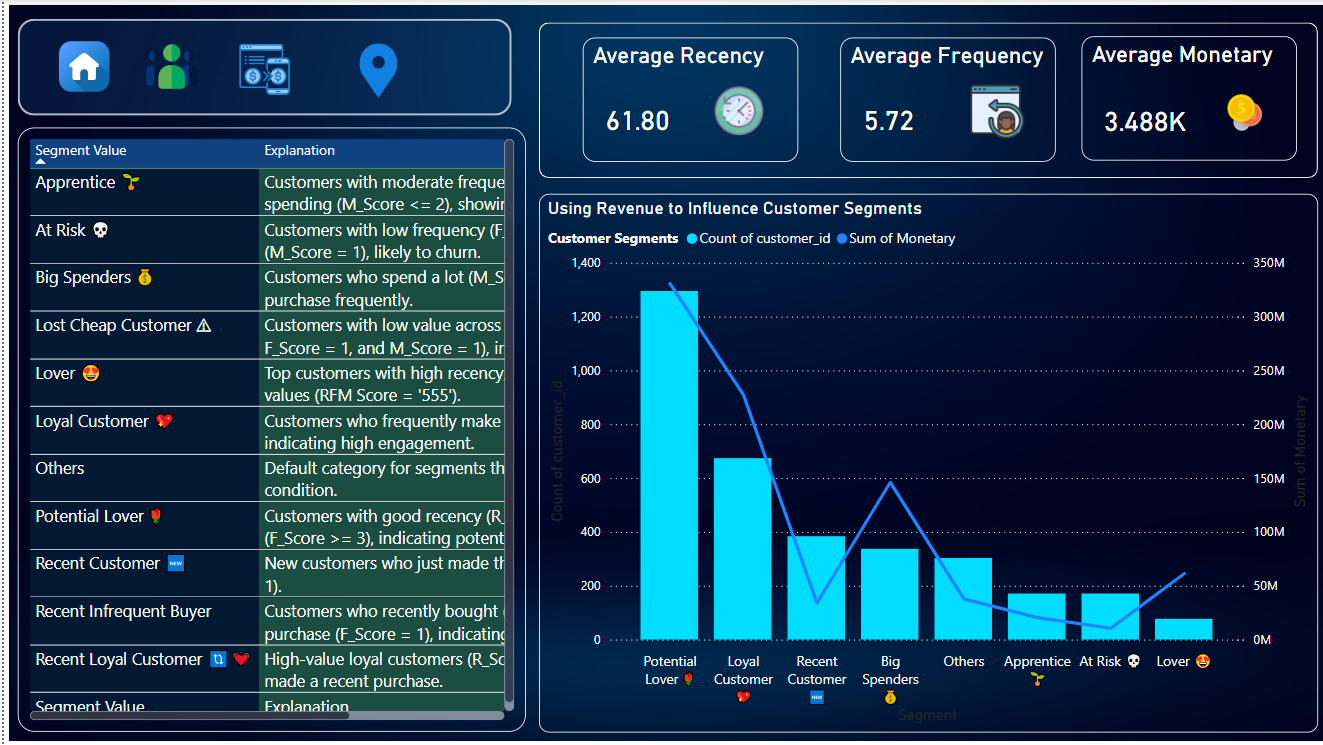 Average Recency
61.80
Average Frequency
5.72
Average Monetary
3.488K
Segment Value Explanation
Apprentice 🌱 Customers with moderate freque
spending (M_Score <= 2), showin
At Risk 💀 Customers with low frequency (F_
(M_Score = 1), likely to churn.
Big Spenders 💰 Customers who spend a lot (M_S
purchase frequently.
Lost Cheap Customer ⚠ Customers with low value across
F_Score = 1, and M_Score = 1), in
Lover 😍 Top customers with high recency,
values (RFM Score = '555').
Loyal Customer 💖 Customers who frequently make
indicating high engagement.
Others Default category for segments th
condition.
Potential Lover 🌹 Customers with good recency (R_
(F_Score >= 3), indicating potent
Recent Customer 🆕 New customers who just made th
1).
Recent Infrequent Buyer Customers who recently bought
purchase (F_Score = 1), indicating
Recent Loyal Customer 🔃 💓 High-value loyal customers (R_Sc
made a recent purchase.
Segment Value Explanation
Using Revenue to Influence Customer Segments
Customer Segments Count of customer_id Sum of Monetary
1,400
1,200
1,000
800
600
400
200
0
Count of customer_id
350M
300M
250M
200M
150M
100M
50M
0M
Sum of Monetary
Potential
Lover 🌹
Loyal
Customer
💖
Recent
Customer
🆕
Big
Spenders
💰
Others
Apprentice
🌱
At Risk 💀
Lover 😍
Segment